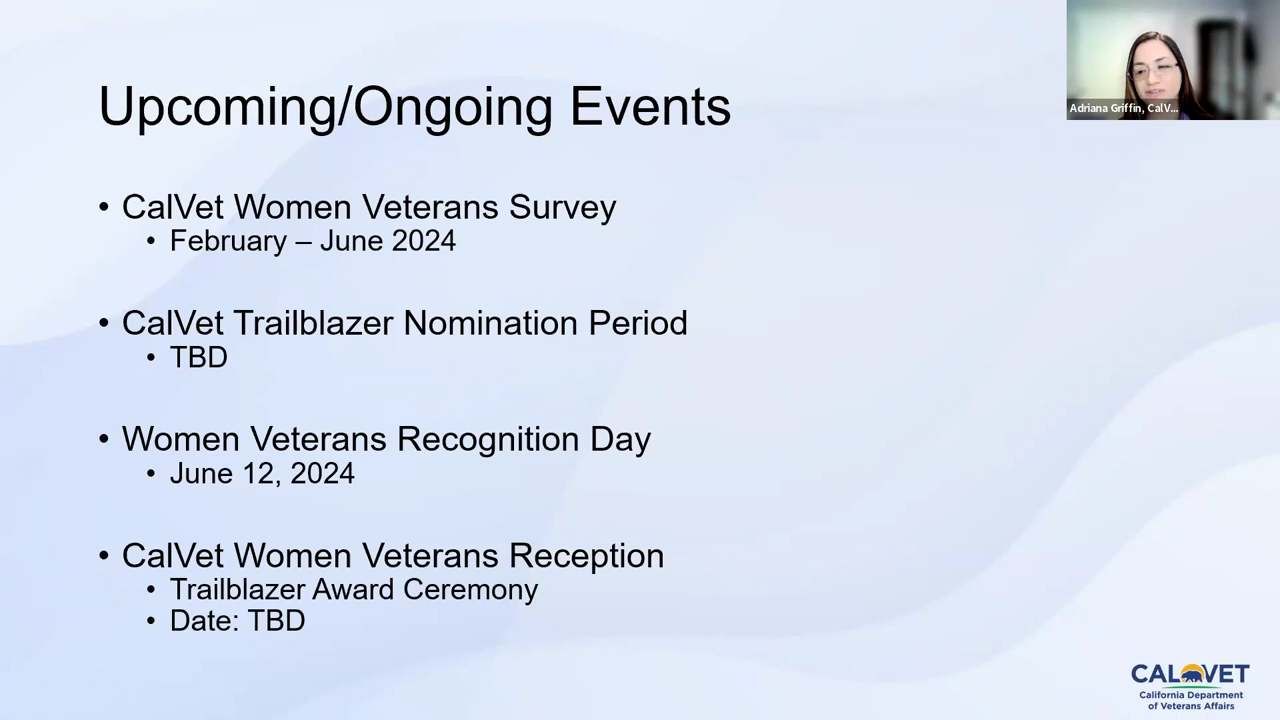 Upcoming/Ongoing Events
Adriana Griffin, CalV...
• CalVet Women Veterans Survey
• February – June 2024
• CalVet Trailblazer Nomination Period
• TBD
• Women Veterans Recognition Day
• June 12, 2024
• CalVet Women Veterans Reception
• Trailblazer Award Ceremony
• Date: TBD
CALVET
California Department
of Veterans Affairs